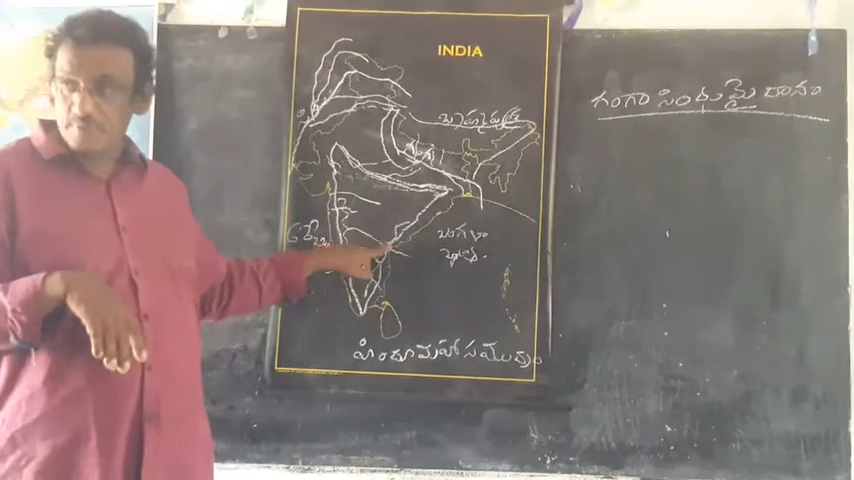 INDIA
గంగా సింధు మైదానం
బ్రహ్మపుత్ర
గంగా
బంగాళా
హిందూమహాసముద్రం